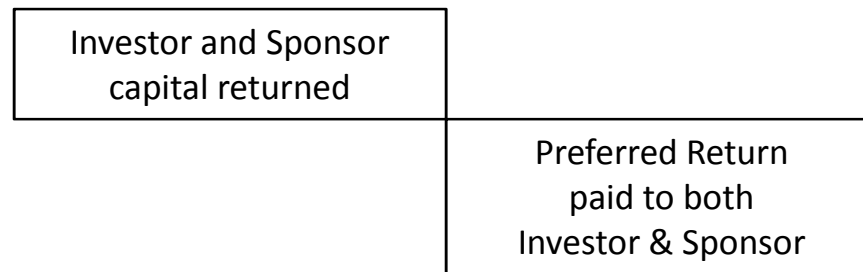 Investor and Sponsor
capital returned
Preferred Return
paid to both
Investor & Sponsor